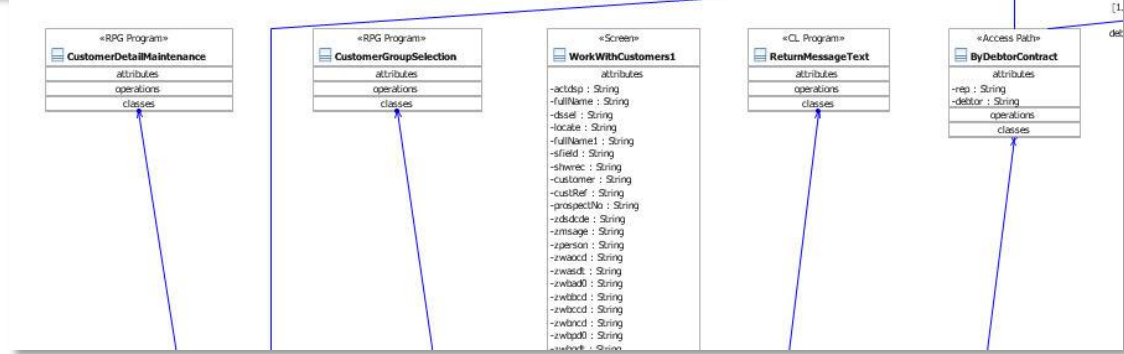 [1.
deb
«RPG Program»
CustomerDetailMaintenance
attributes
operations
classes
«RPG Program»
CustomerGroupSelection
attributes
operations
classes
«Screen»
WorkWithCustomers1
attributes
-actdsp : String
-fullName : String
-dssel : String
-locate : String
-fullName1 : String
-sfield : String
-shwrec : String
-customer : String
-custRef : String
-prospectNo : String
-zdsdcde : String
-zmsage : String
-zperson : String
-zwaocd : String
-zwasdt : String
-zwbad0 : String
-zwbbcd : String
-zwbccd : String
-zwbncd : String
-zwbpd0 : String
«CL Program»
ReturnMessageText
attributes
operations
classes
«Access Path»
ByDebtorContract
attributes
-rep : String
-debtor : String
operations
classes